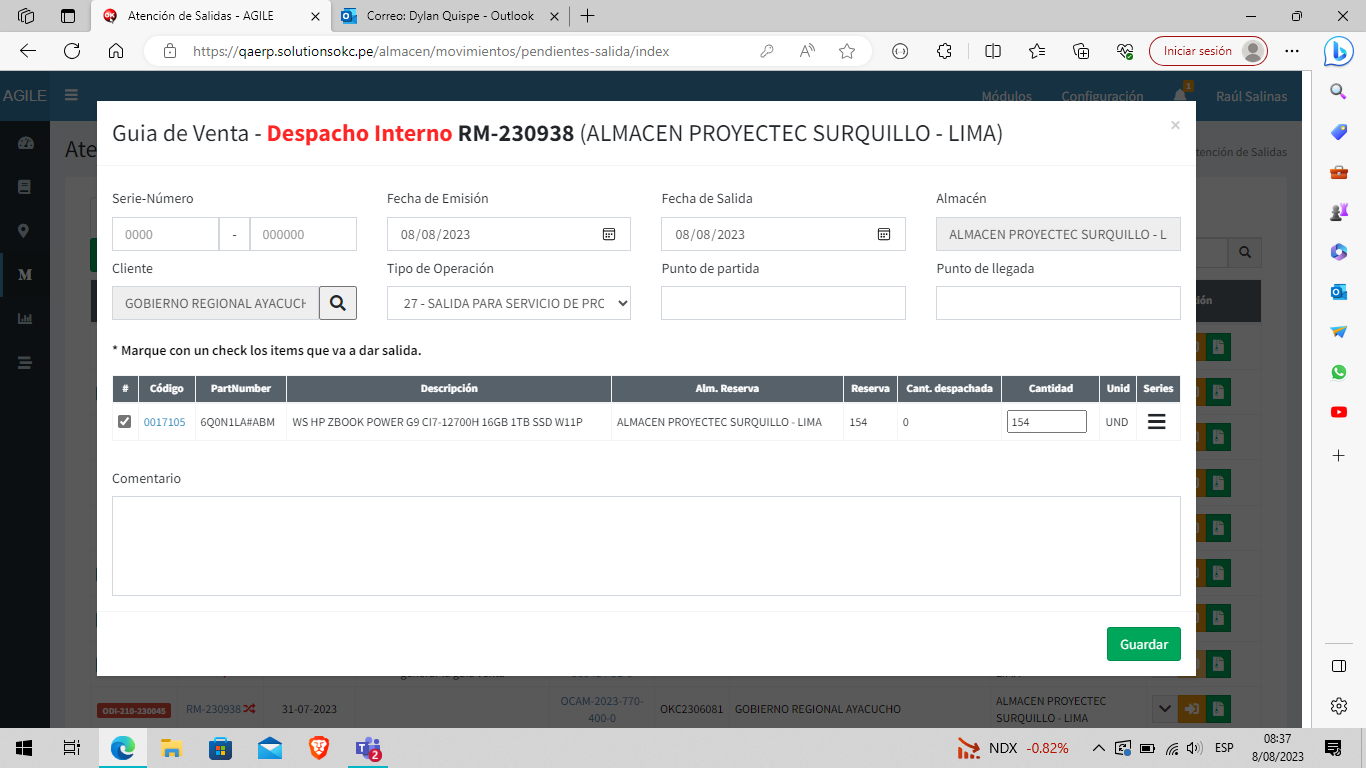 Atención de Salidas - AGILE
Correo: Dylan Quispe - Outlook
https://qaerp.solutionsokc.pe/almacen/movimientos/pendientes-salida/index
Iniciar sesión
AGILE
Módulos
Configuración
1
Raúl Salinas
Guia de Venta - Despacho Interno RM-230938 (ALMACEN PROYECTEC SURQUILLO - LIMA)
×
Ate
tención de Salidas
Serie-Número
Fecha de Emisión
Fecha de Salida
Almacén
0000 - 000000
08/08/2023
08/08/2023
ALMACEN PROYECTEC SURQUILLO - L
Cliente
Tipo de Operación
Punto de partida
Punto de llegada
GOBIERNO REGIONAL AYACUCH
27 - SALIDA PARA SERVICIO DE PRO
ión
* Marque con un check los items que va a dar salida.
# Código PartNumber Descripción Alm. Reserva Reserva Cant. despachada Cantidad Unid Series
0017105 6Q0N1LA#ABM WS HP ZBOOK POWER G9 CI7-12700H 16GB 1TB SSD W11P ALMACEN PROYECTEC SURQUILLO - LIMA 154 0 154 UND
Comentario
Guardar
ODI-210-230045 RM-230938 31-07-2023 OCAM-2023-770-400-0 OKC2306081 GOBIERNO REGIONAL AYACUCHO ALMACEN PROYECTEC SURQUILLO - LIMA
M
2
NDX -0.82%
ESP
08:37
8/08/2023